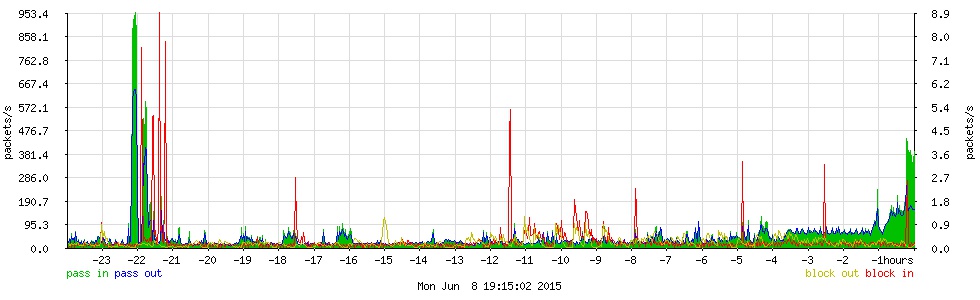 953.4 8.9
858.1 8.0
762.8 7.1
667.4 6.2
572.1 5.4
packets/s packets/s
476.7 4.5
381.4 3.6
286.0 2.7
190.7 1.8
95.3 0.9
0.0 0.0
-23 -22 -21 -20 -19 -18 -17 -16 -15 -14 -13 -12 -11 -10 -9 -8 -7 -6 -5 -4 -3 -2 -1hours
pass in pass out block out block in
Mon Jun 8 19:15:02 2015